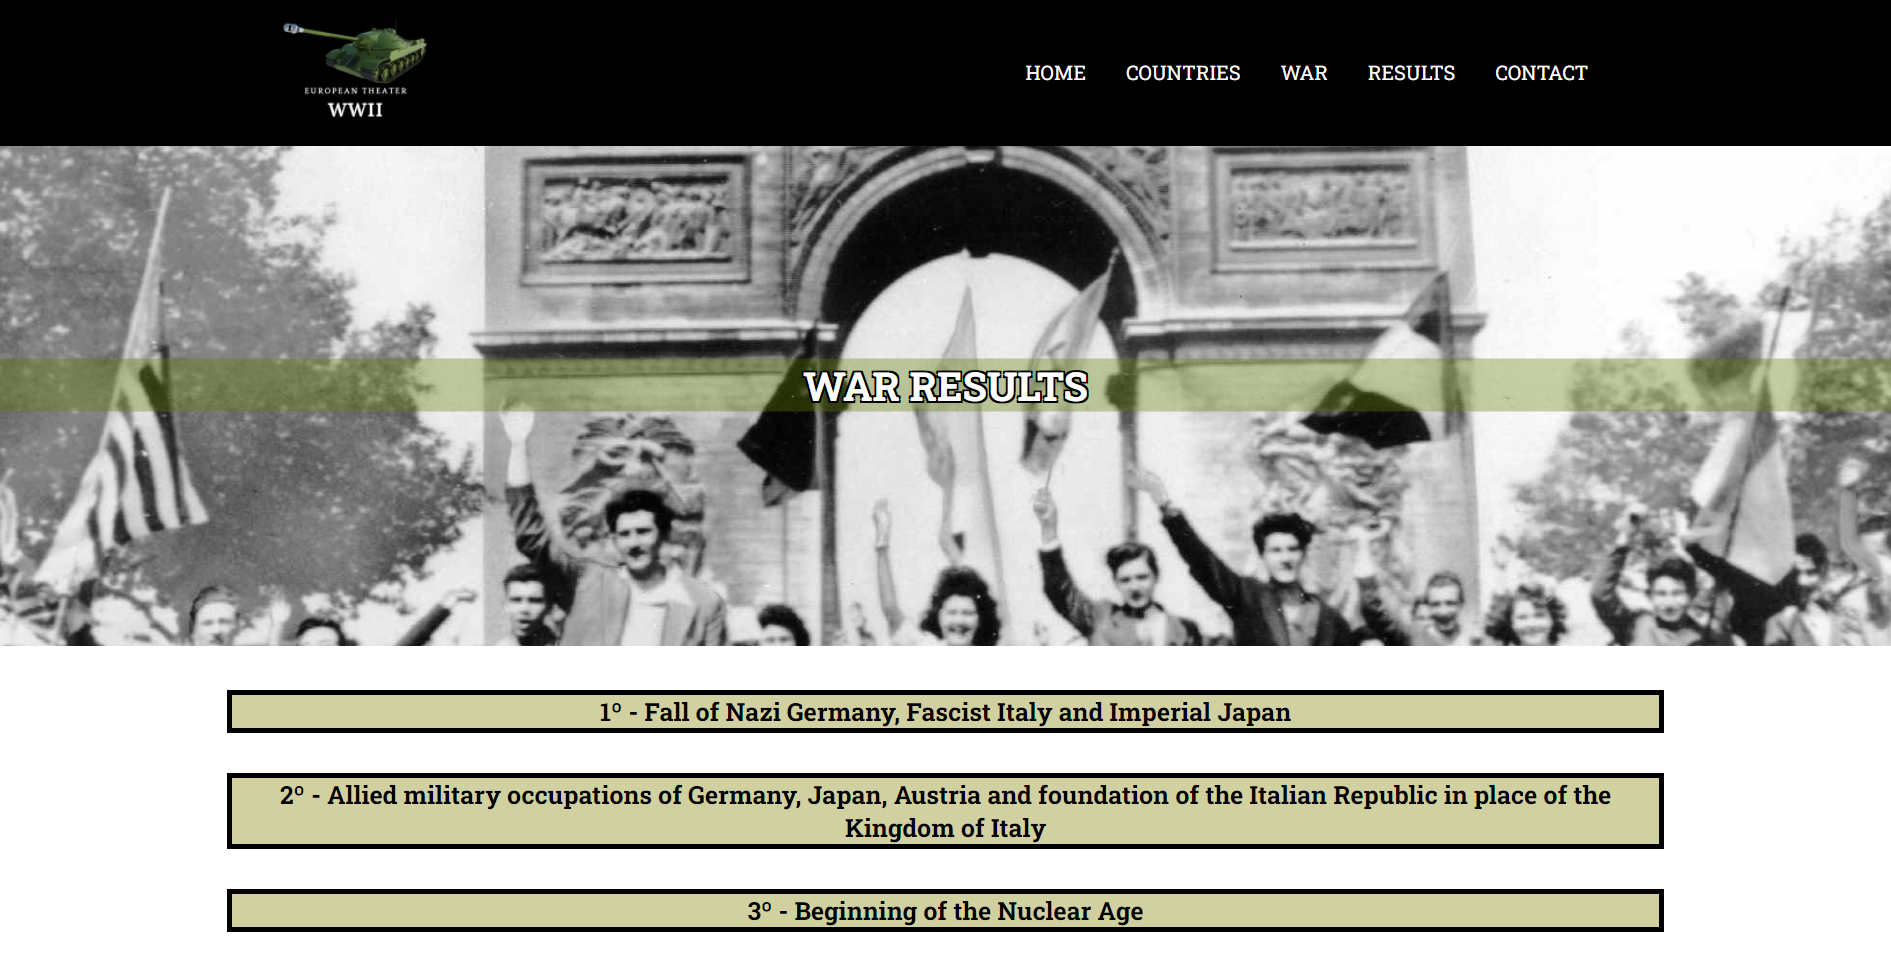 EUROPEAN THEATER
WWII
HOME COUNTRIES WAR RESULTS CONTACT
WAR RESULTS
1º - Fall of Nazi Germany, Fascist Italy and Imperial Japan
2º - Allied military occupations of Germany, Japan, Austria and foundation of the Italian Republic in place of the
Kingdom of Italy
3º - Beginning of the Nuclear Age